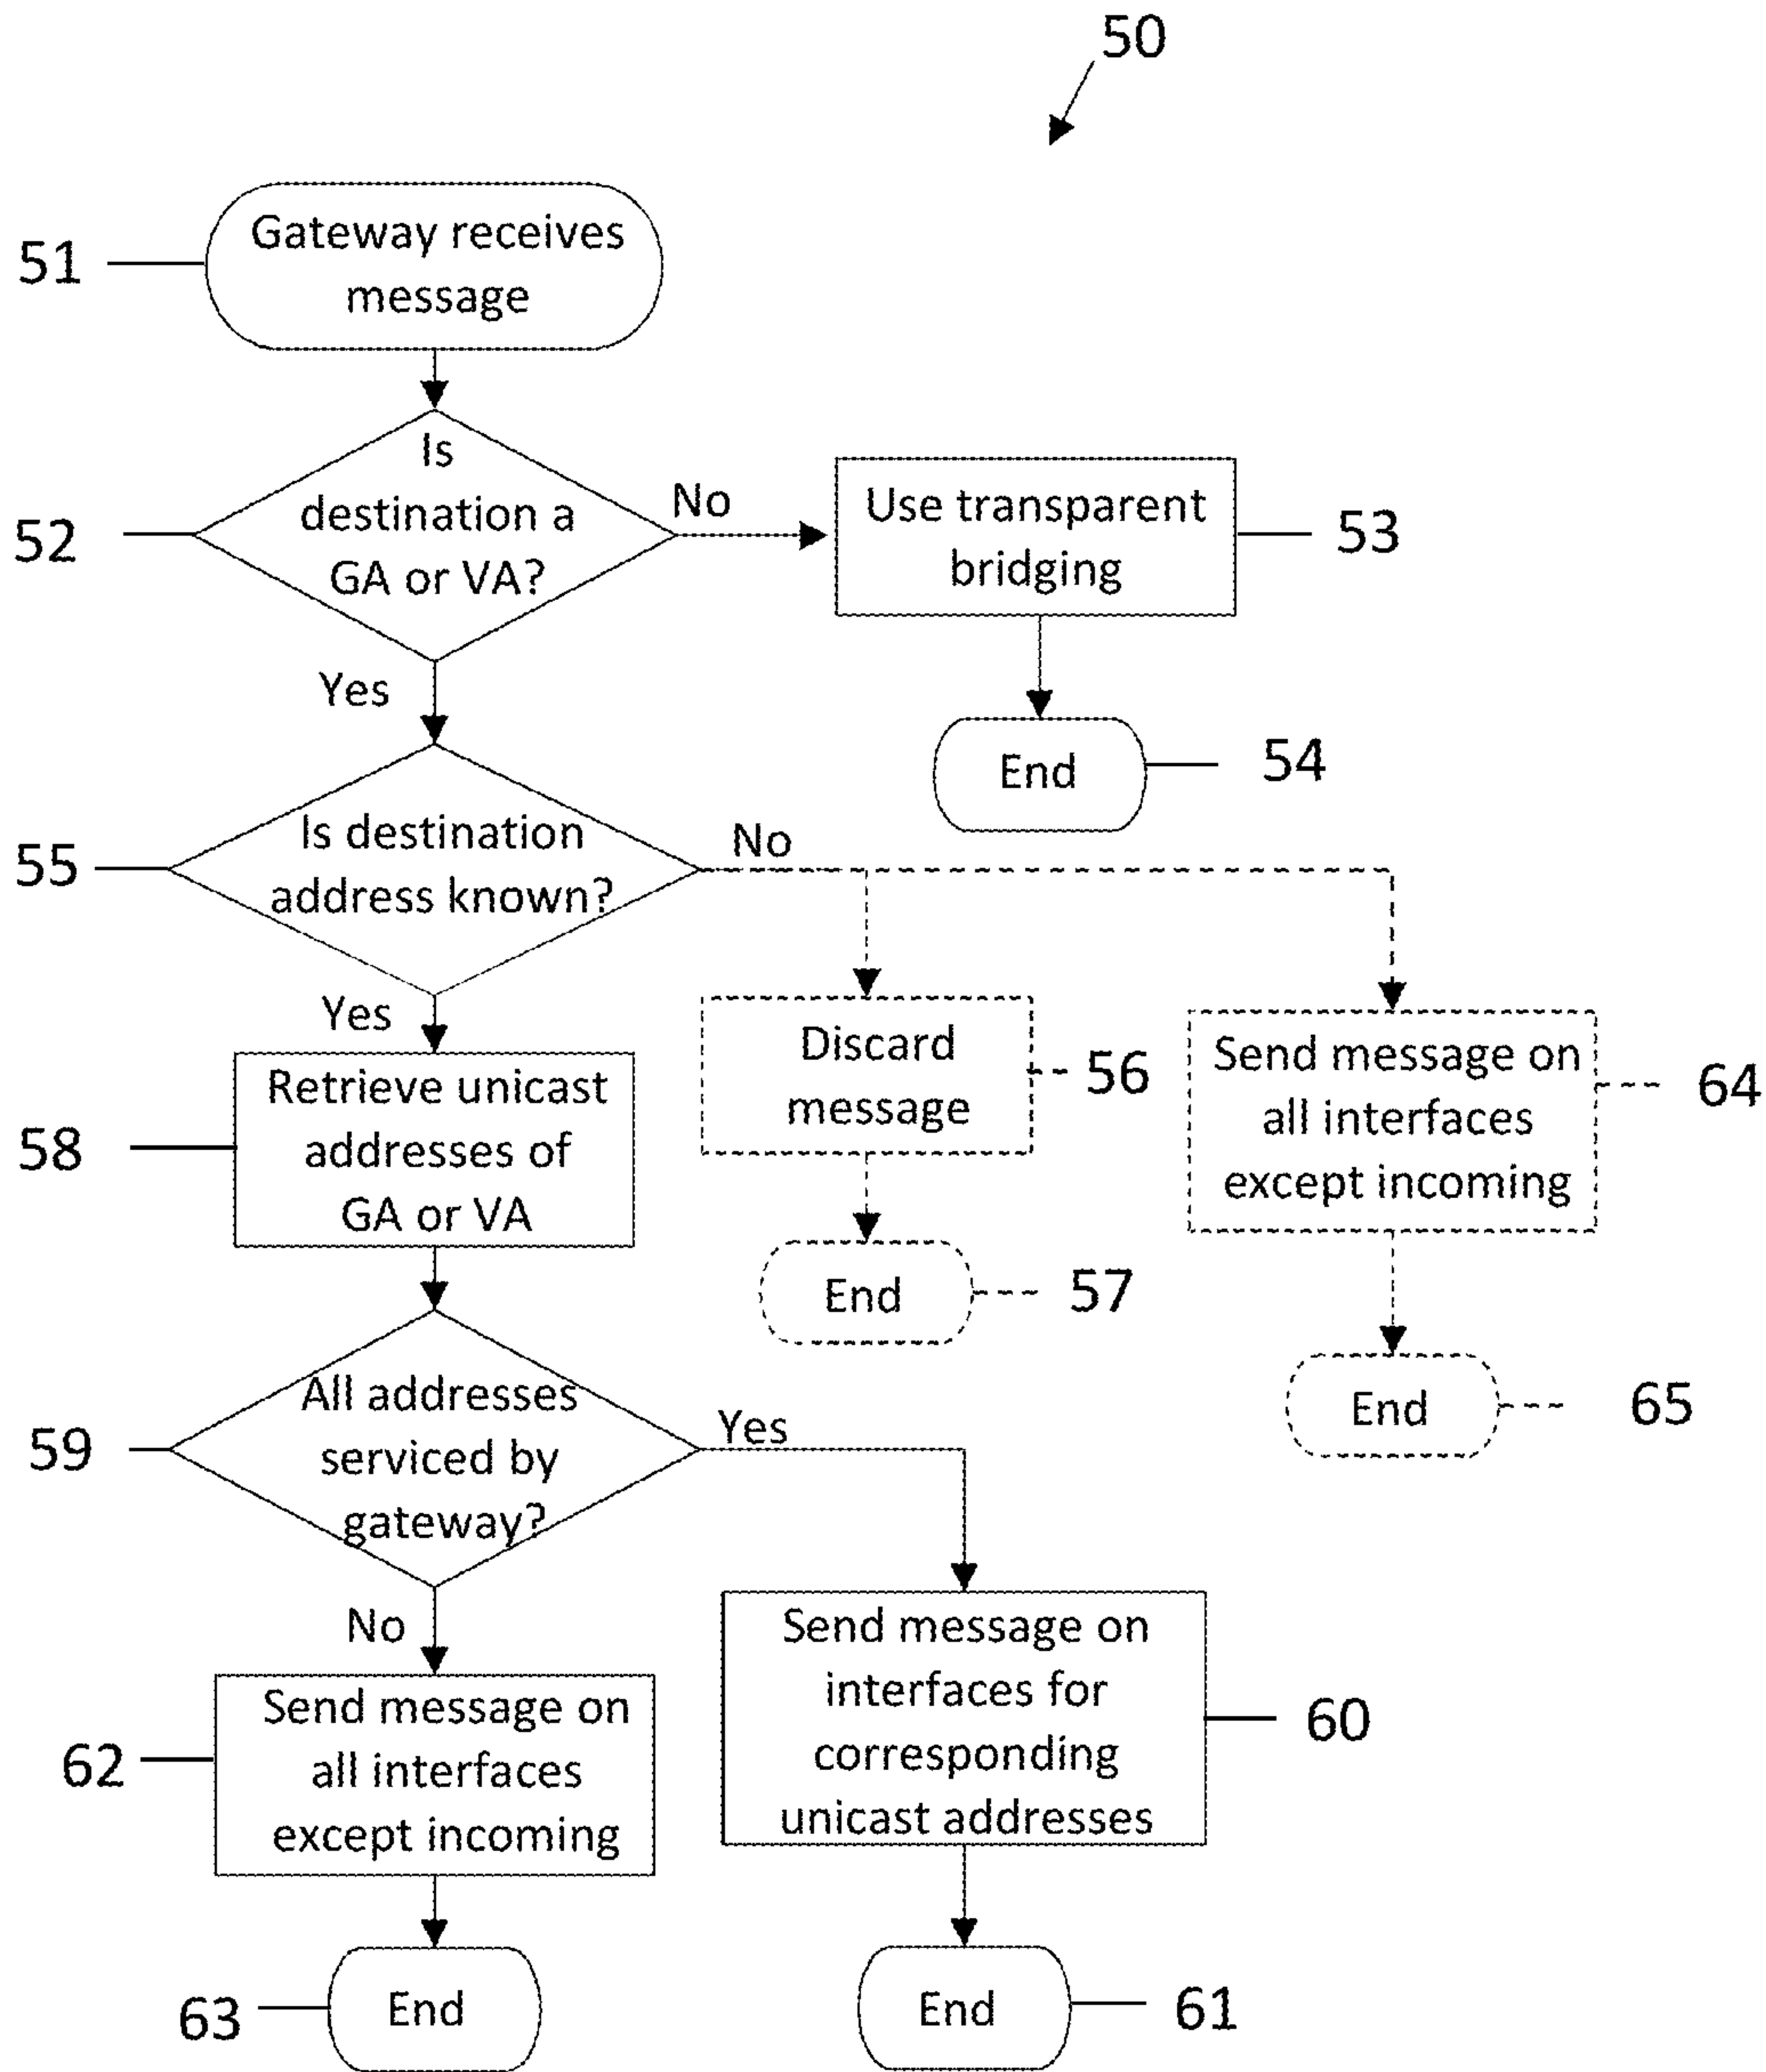 50
Gateway receives
message
51
Is
destination a
GA or VA?
52
No
Use transparent
bridging
53
Yes
End
54
Is destination
address known?
55
No
Yes
Discard
message
56
Send message on
all interfaces
except incoming
64
Retrieve unicast
addresses of
GA or VA
58
End
57
End
65
All addresses
serviced by
gateway?
59
Yes
No
Send message on
interfaces for
corresponding
unicast addresses
60
Send message on
all interfaces
except incoming
62
End
63
End
61